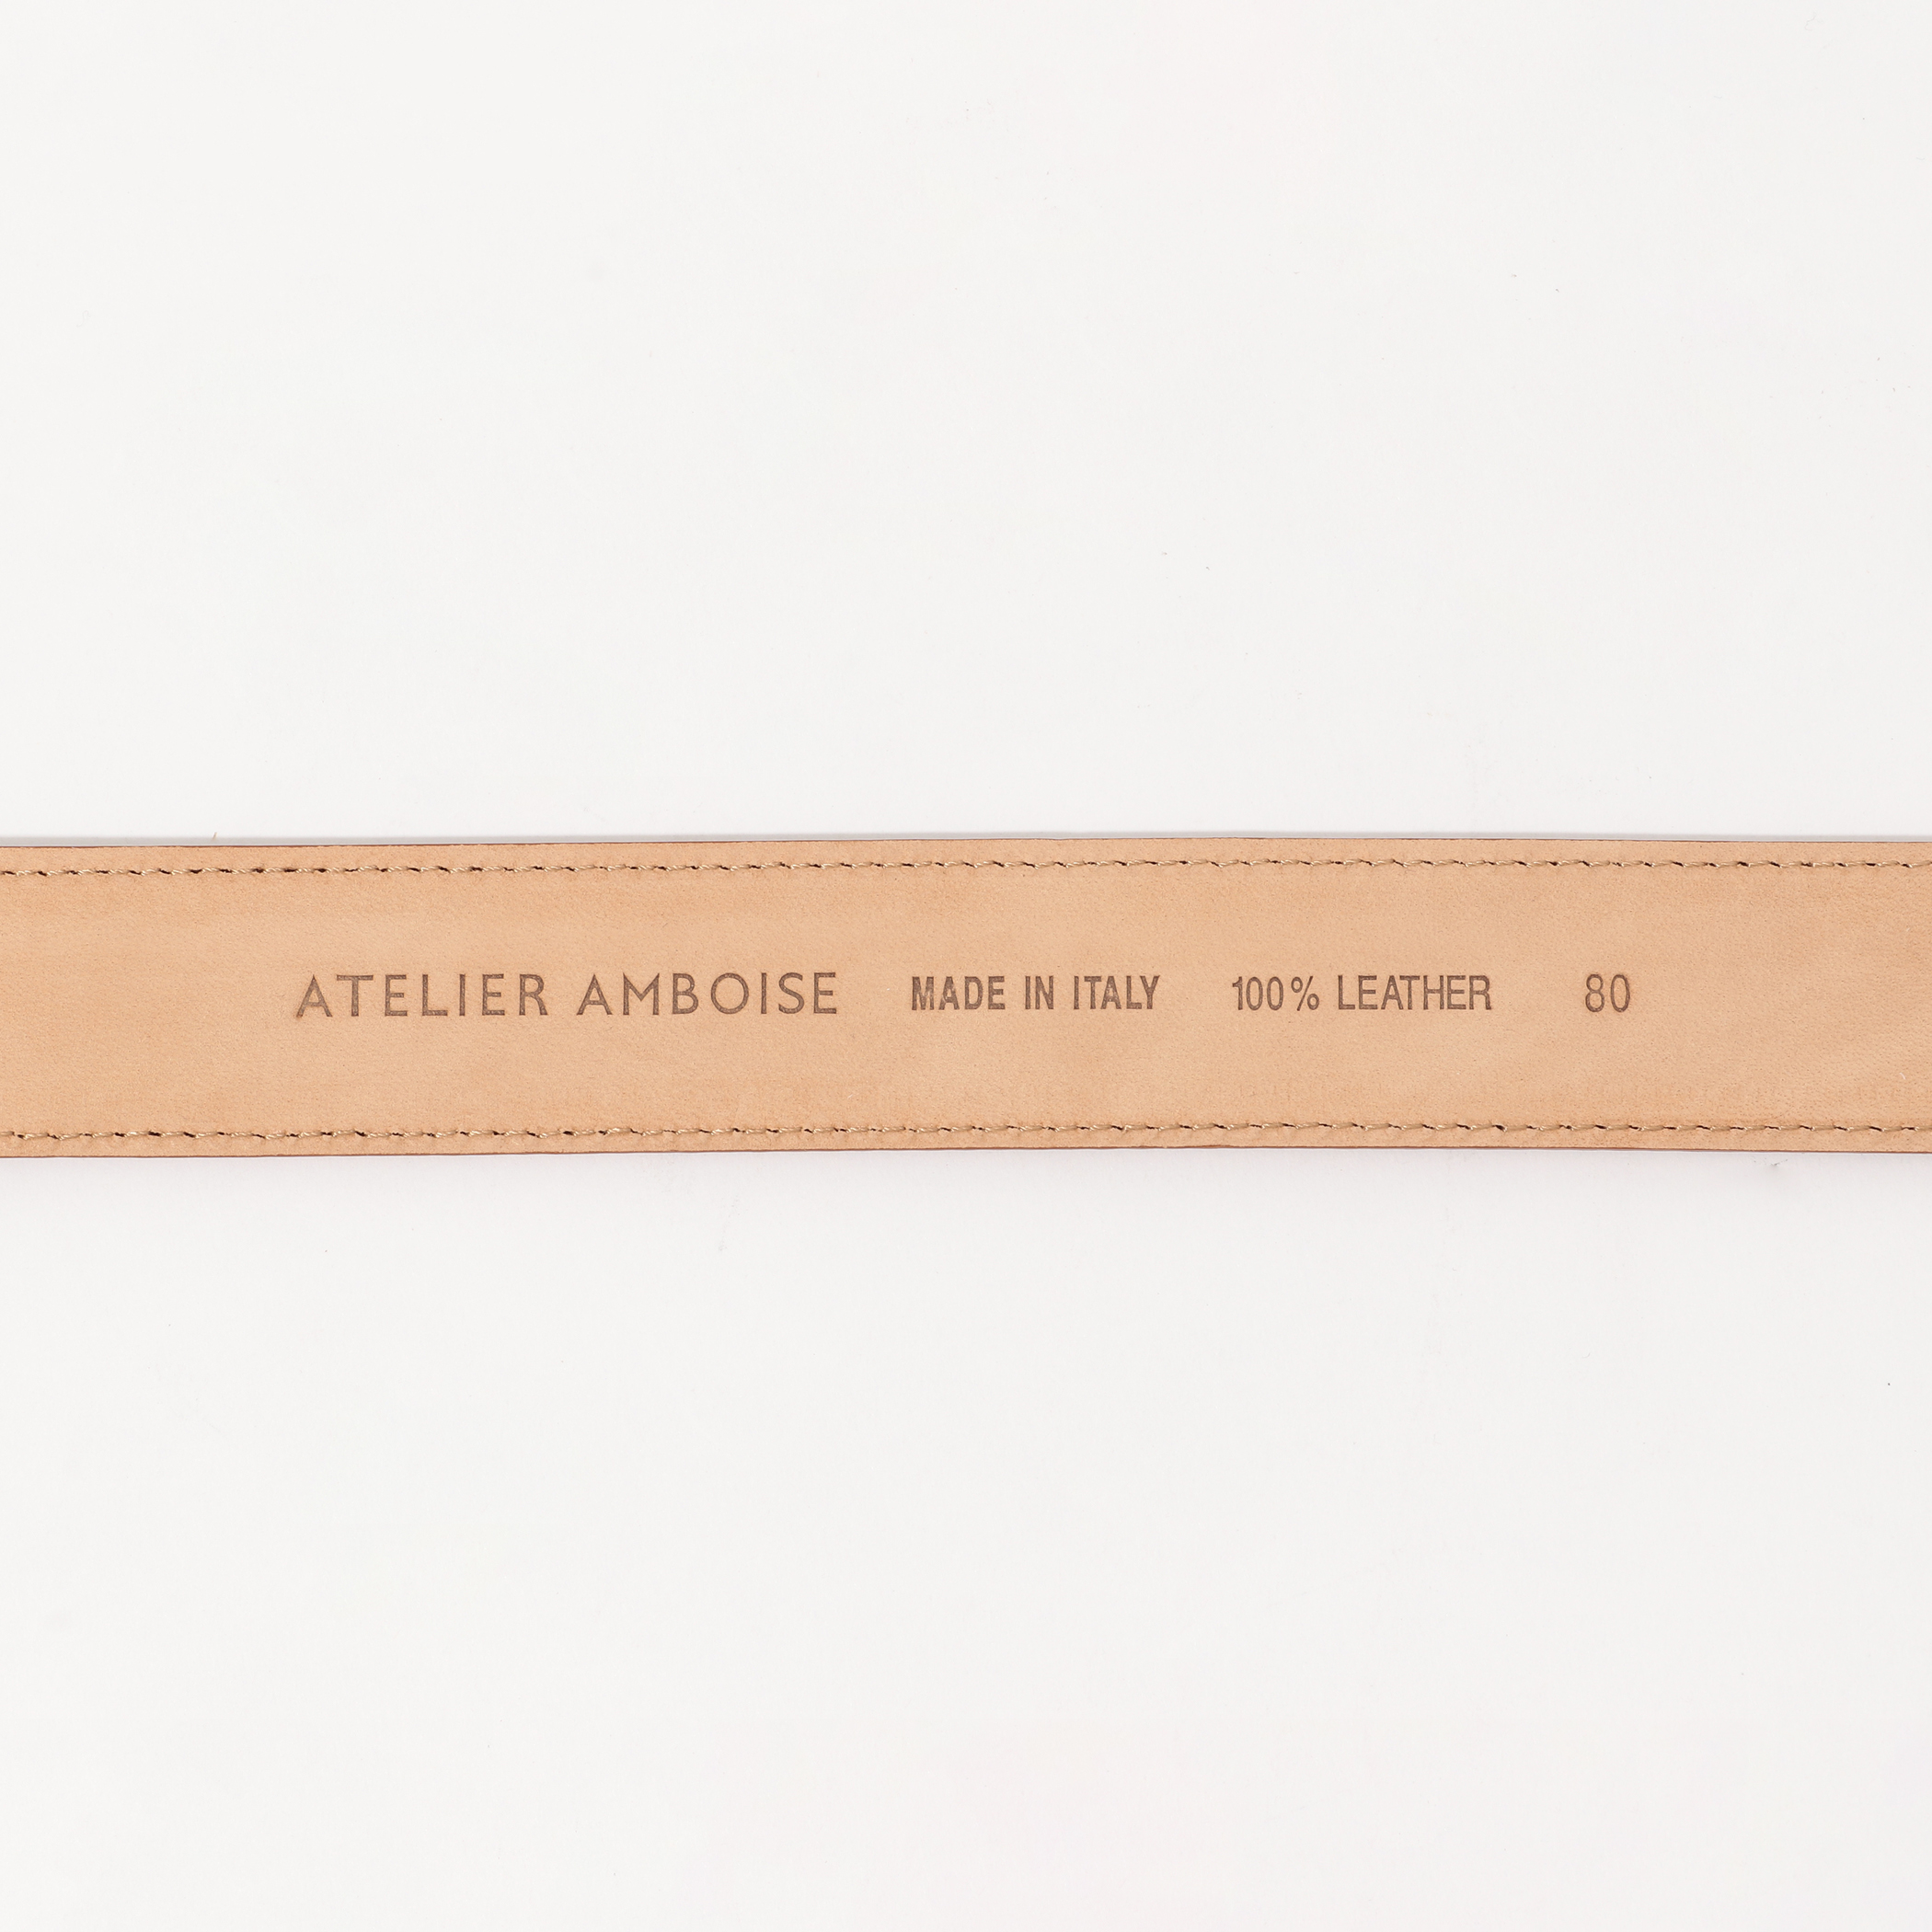 ATELIER AMBOISE MADE IN ITALY 100% LEATHER 80